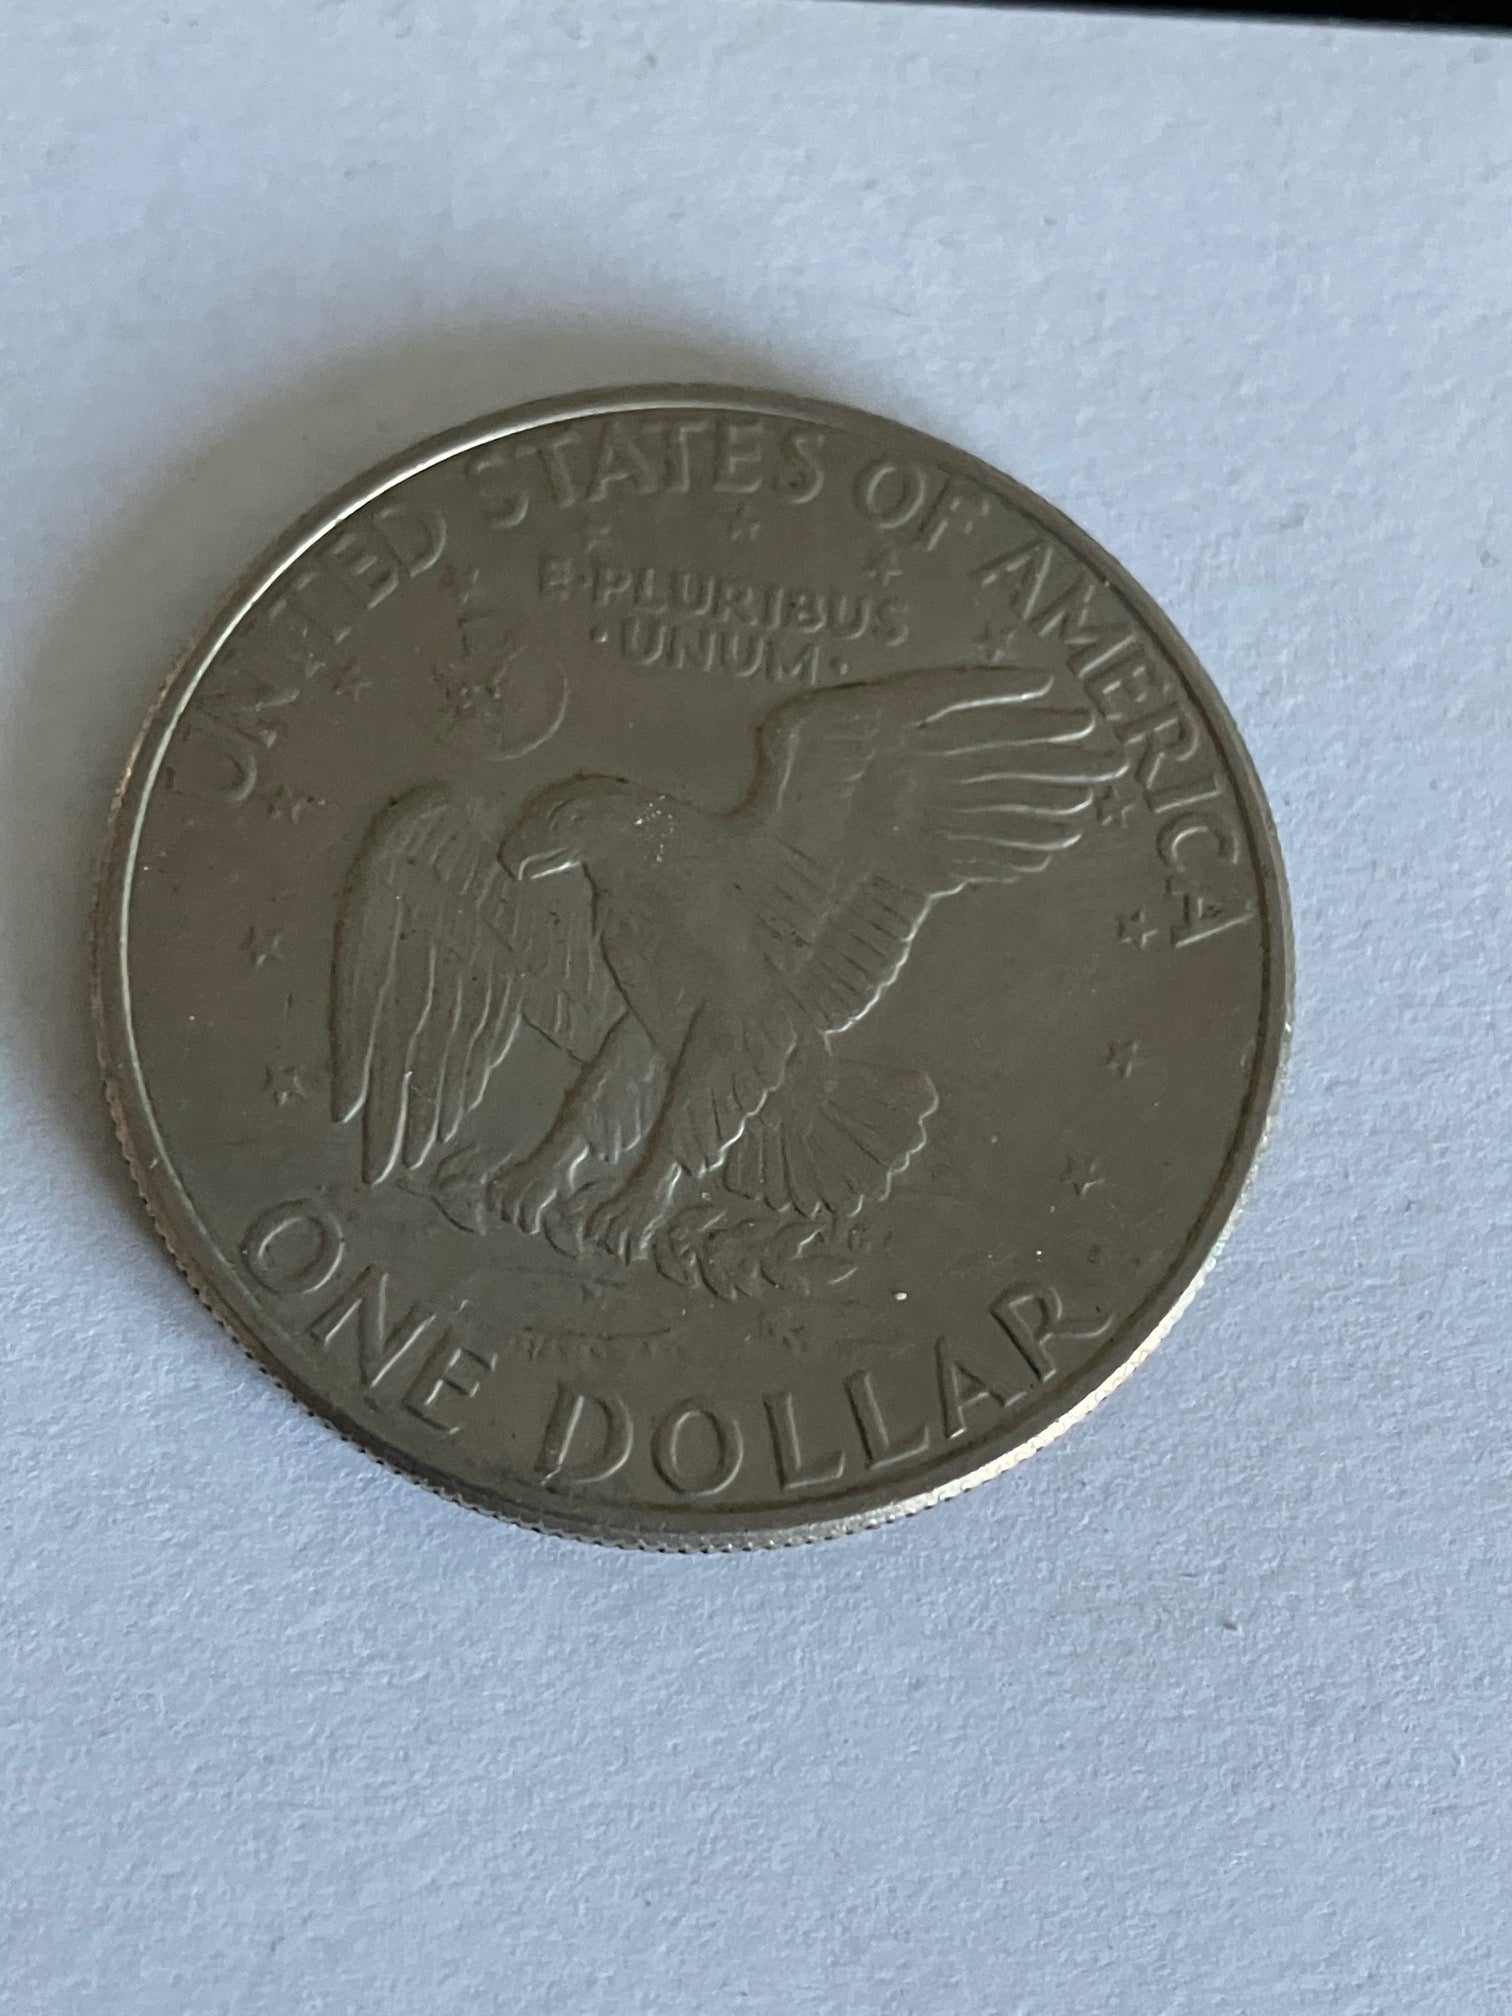 UNITED STATES OF AMERICA
E·PLURIBUS
·UNUM·
ONE DOLLAR